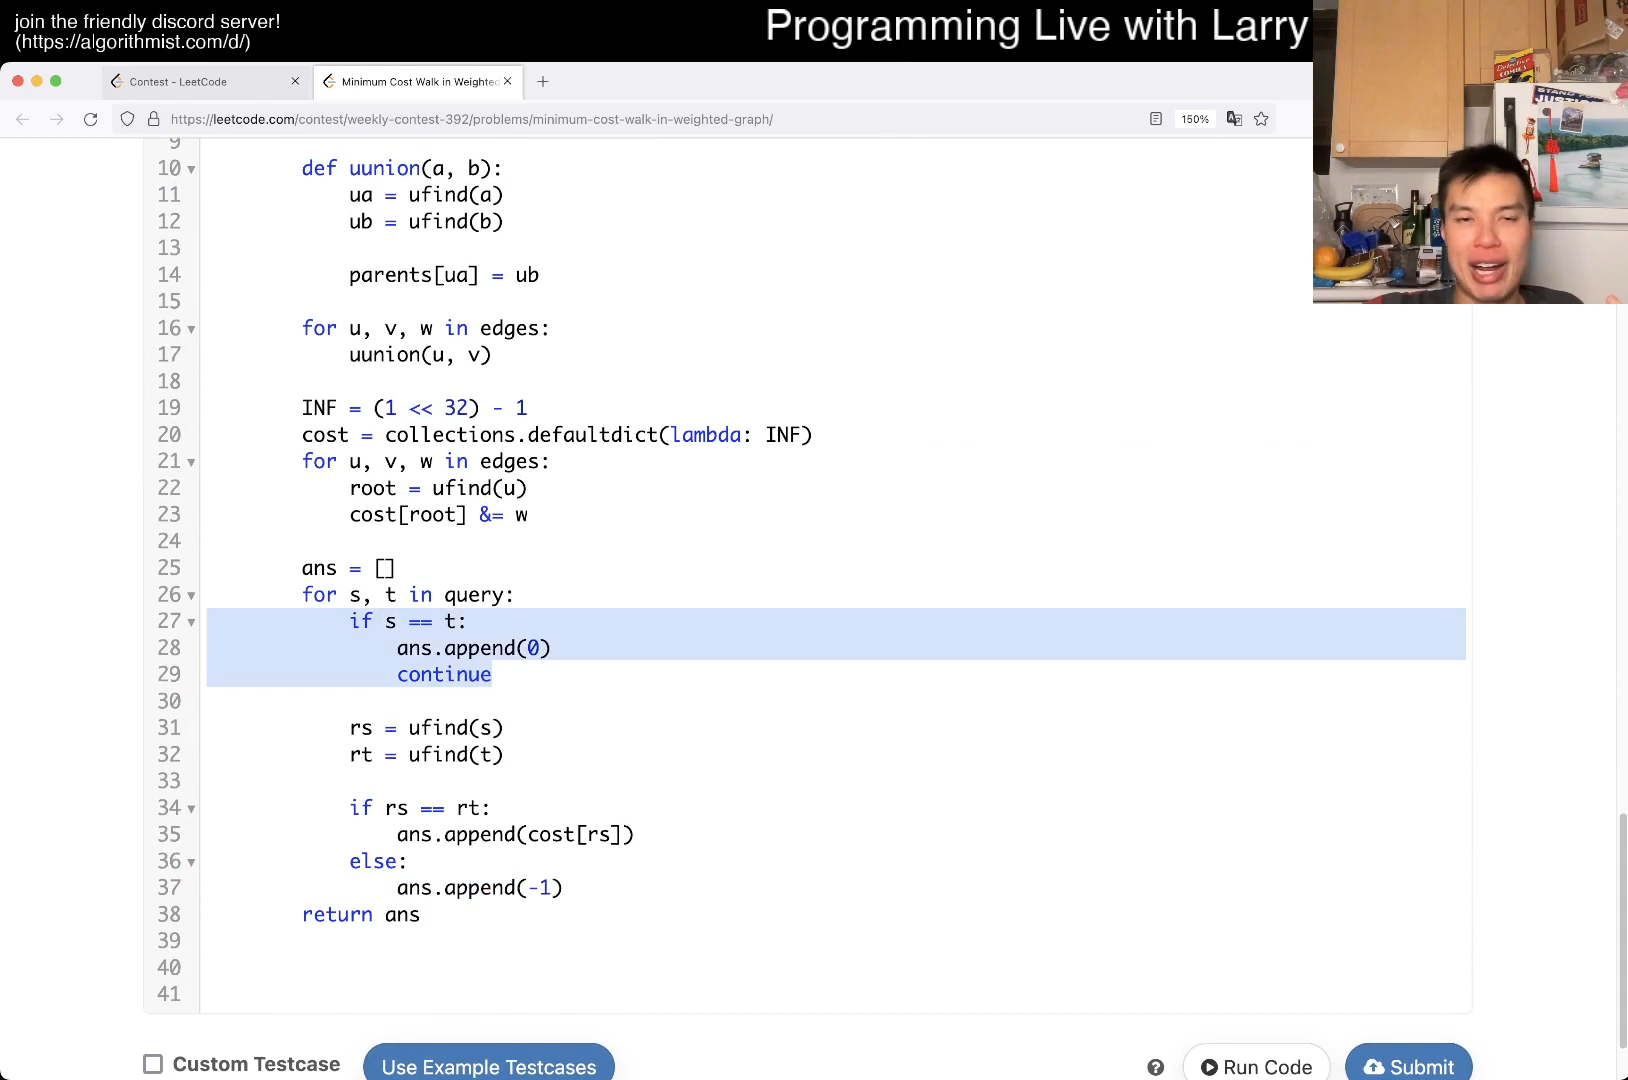 join the friendly discord server!
(https://algorithmist.com/d/)
Programming Live with Larry
Contest - LeetCode
Minimum Cost Walk in Weighted
https://leetcode.com/contest/weekly-contest-392/problems/minimum-cost-walk-in-weighted-graph/
150%
9
10 def uunion(a, b):
11 ua = ufind(a)
12 ub = ufind(b)
13
14 parents[ua] = ub
15
16 for u, v, w in edges:
17 uunion(u, v)
18
19 INF = (1 << 32) - 1
20 cost = collections.defaultdict(lambda: INF)
21 for u, v, w in edges:
22 root = ufind(u)
23 cost[root] &= w
24
25 ans = []
26 for s, t in query:
27 if s == t:
28 ans.append(0)
29 continue
30
31 rs = ufind(s)
32 rt = ufind(t)
33
34 if rs == rt:
35 ans.append(cost[rs])
36 else:
37 ans.append(-1)
38 return ans
39
40
41
Custom Testcase
Use Example Testcases
Run Code
Submit